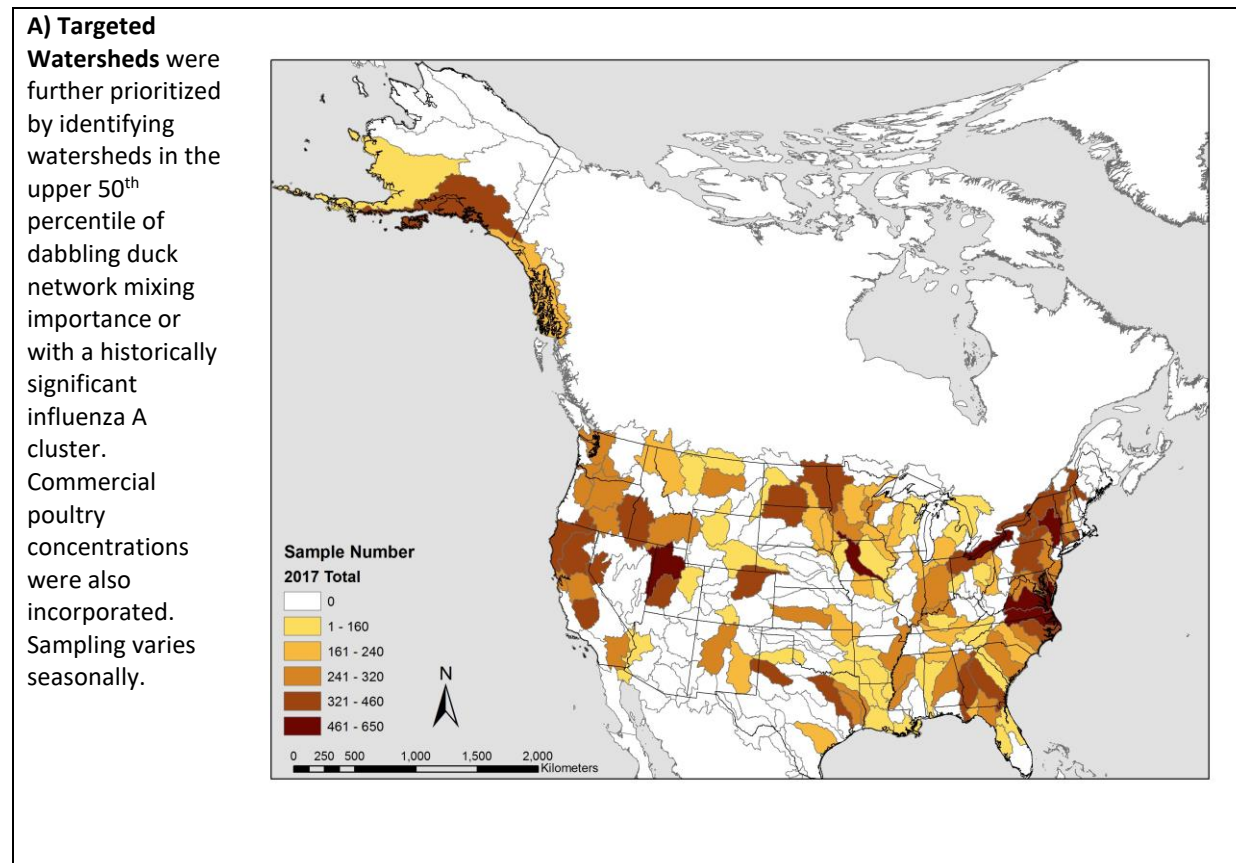 A) Targeted
Watersheds were
further prioritized
by identifying
watersheds in the
upper 50th
percentile of
dabbling duck
network mixing
importance or
with a historically
significant
influenza A
cluster.
Commercial
poultry
concentrations
were also
incorporated.
Sampling varies
seasonally.
Sample Number
2017 Total
0
1 - 160
161 - 240
241 - 320
321 - 460
461 - 650
N
0 250 500 1,000 1,500 2,000
Kilometers